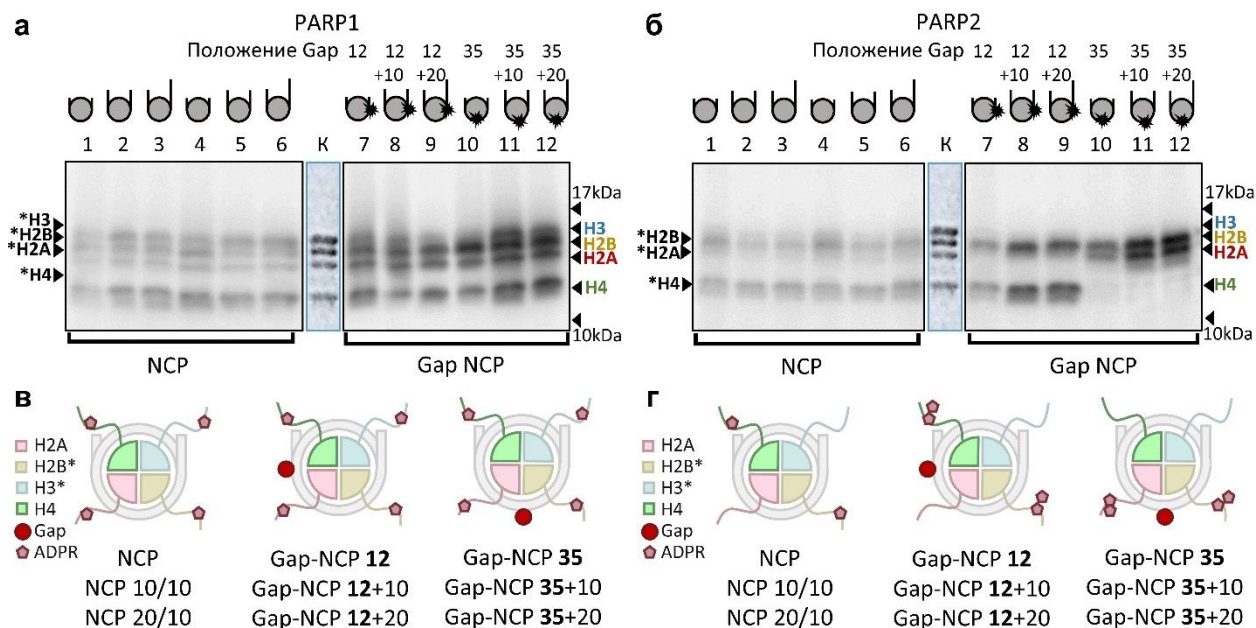 а
PARP1
Положение Gap 12 12 12 35 35 35
+10 +20 +10 +20
1 2 3 4 5 6 К 7 8 9 10 11 12
17kDa
*H3
*H2B
*H2A
*H4
H3
H2B
H2A
H4
10kDa
NCP
Gap NCP
б
PARP2
Положение Gap 12 12 12 35 35 35
+10 +20 +10 +20
1 2 3 4 5 6 К 7 8 9 10 11 12
17kDa
*H2B
*H2A
*H4
H3
H2B
H2A
H4
10kDa
NCP
Gap NCP
в
H2A
H2B*
H3*
H4
Gap
ADPR
NCP
NCP 10/10
NCP 20/10
Gap-NCP 12
Gap-NCP 12+10
Gap-NCP 12+20
Gap-NCP 35
Gap-NCP 35+10
Gap-NCP 35+20
г
H2A
H2B*
H3*
H4
Gap
ADPR
NCP
NCP 10/10
NCP 20/10
Gap-NCP 12
Gap-NCP 12+10
Gap-NCP 12+20
Gap-NCP 35
Gap-NCP 35+10
Gap-NCP 35+20